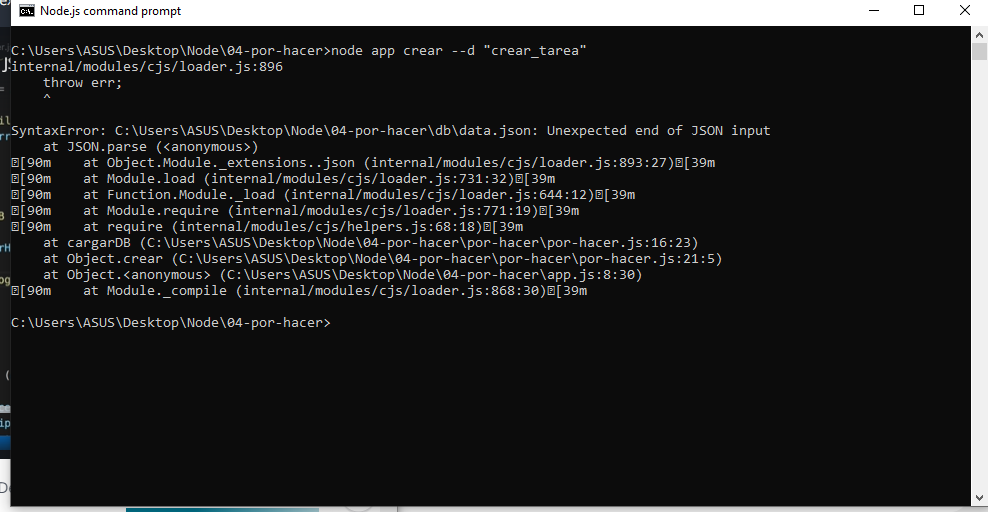 Node.js command prompt
C:\Users\ASUS\Desktop\Node\04-por-hacer>node app crear --d "crear_tarea"
internal/modules/cjs/loader.js:896
    throw err;
    ^
SyntaxError: C:\Users\ASUS\Desktop\Node\04-por-hacer\db\data.json: Unexpected end of JSON input
    at JSON.parse (<anonymous>)
[90m    at Object.Module._extensions..json (internal/modules/cjs/loader.js:893:27)[39m
[90m    at Module.load (internal/modules/cjs/loader.js:731:32)[39m
[90m    at Function.Module._load (internal/modules/cjs/loader.js:644:12)[39m
[90m    at Module.require (internal/modules/cjs/loader.js:771:19)[39m
[90m    at require (internal/modules/cjs/helpers.js:68:18)[39m
    at cargarDB (C:\Users\ASUS\Desktop\Node\04-por-hacer\por-hacer\por-hacer.js:16:23)
    at Object.crear (C:\Users\ASUS\Desktop\Node\04-por-hacer\por-hacer\por-hacer.js:21:5)
    at Object.<anonymous> (C:\Users\ASUS\Desktop\Node\04-por-hacer\app.js:8:30)
[90m    at Module._compile (internal/modules/cjs/loader.js:868:30)[39m
C:\Users\ASUS\Desktop\Node\04-por-hacer>